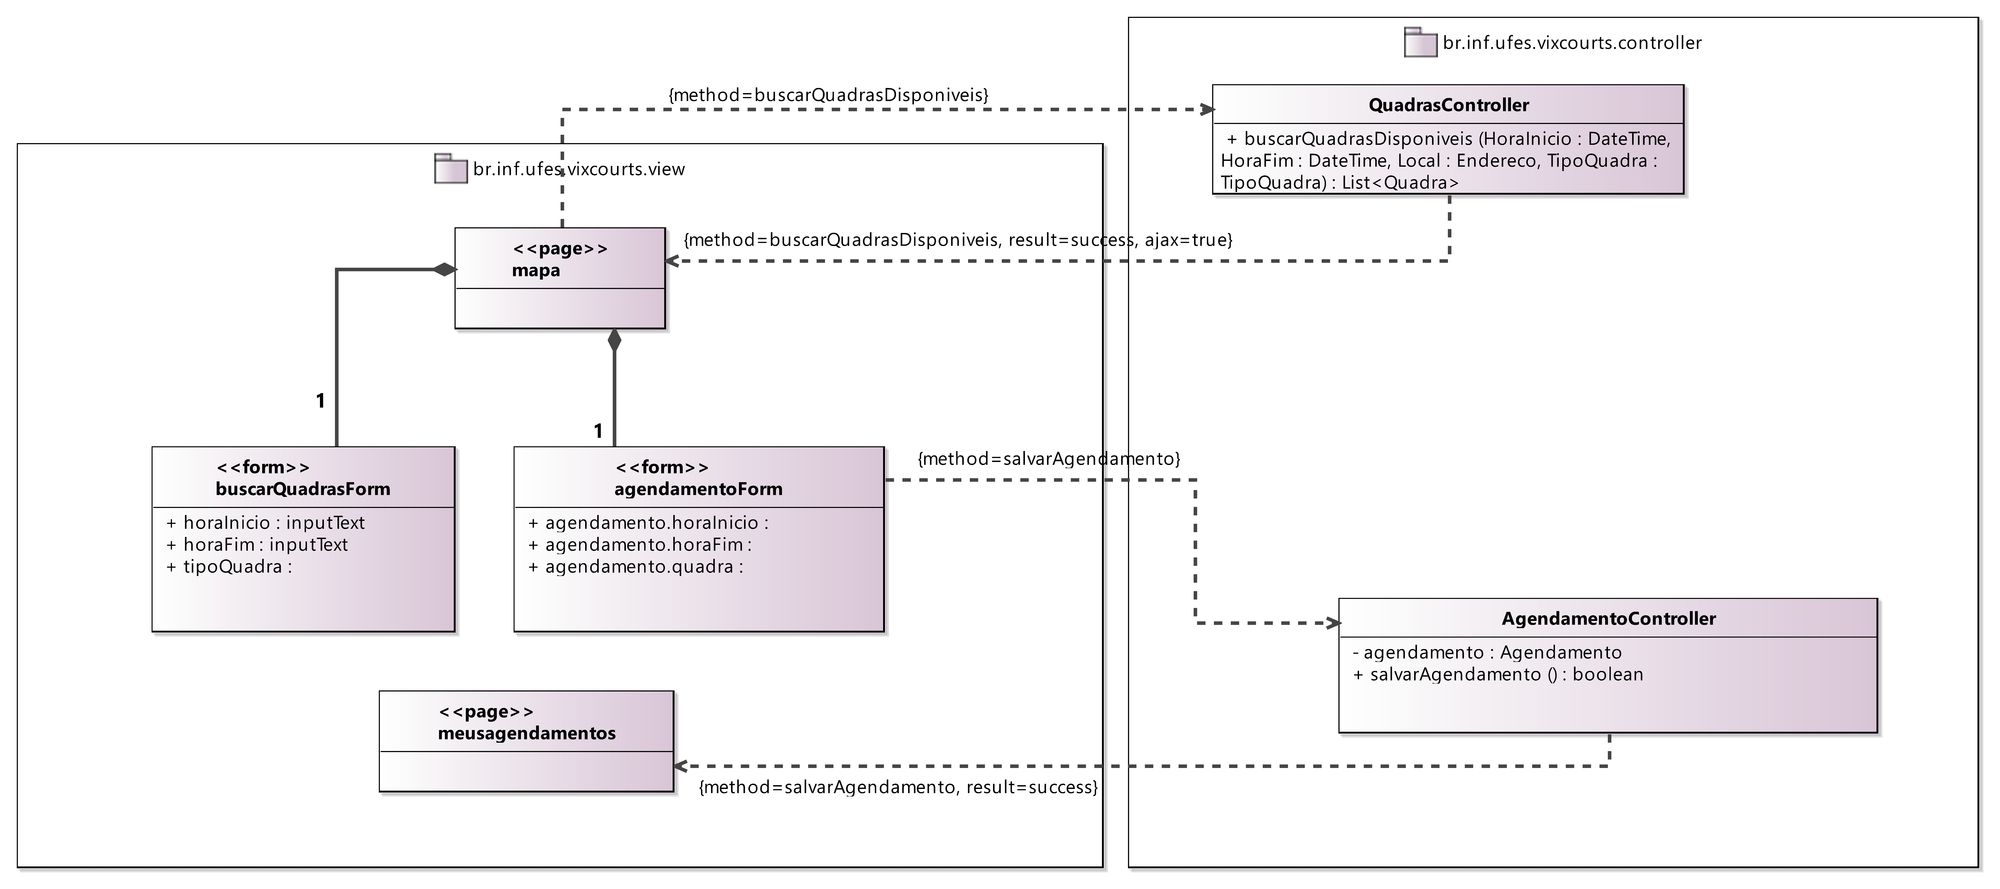 br.inf.ufes.vixcourts.controller
{method=buscarQuadrasDisponiveis}
QuadrasController
+ buscarQuadrasDisponiveis (HoraInicio : DateTime,
HoraFim : DateTime, Local : Endereco, TipoQuadra :
TipoQuadra) : List<Quadra>
br.inf.ufes.vixcourts.view
<<page>>
mapa
{method=buscarQuadrasDisponiveis, result=success, ajax=true}
1
1
<<form>>
buscarQuadrasForm
+ horaInicio : inputText
+ horaFim : inputText
+ tipoQuadra :
<<form>>
agendamentoForm
+ agendamento.horaInicio :
+ agendamento.horaFim :
+ agendamento.quadra :
{method=salvarAgendamento}
AgendamentoController
- agendamento : Agendamento
+ salvarAgendamento () : boolean
<<page>>
meusagendamentos
{method=salvarAgendamento, result=success}